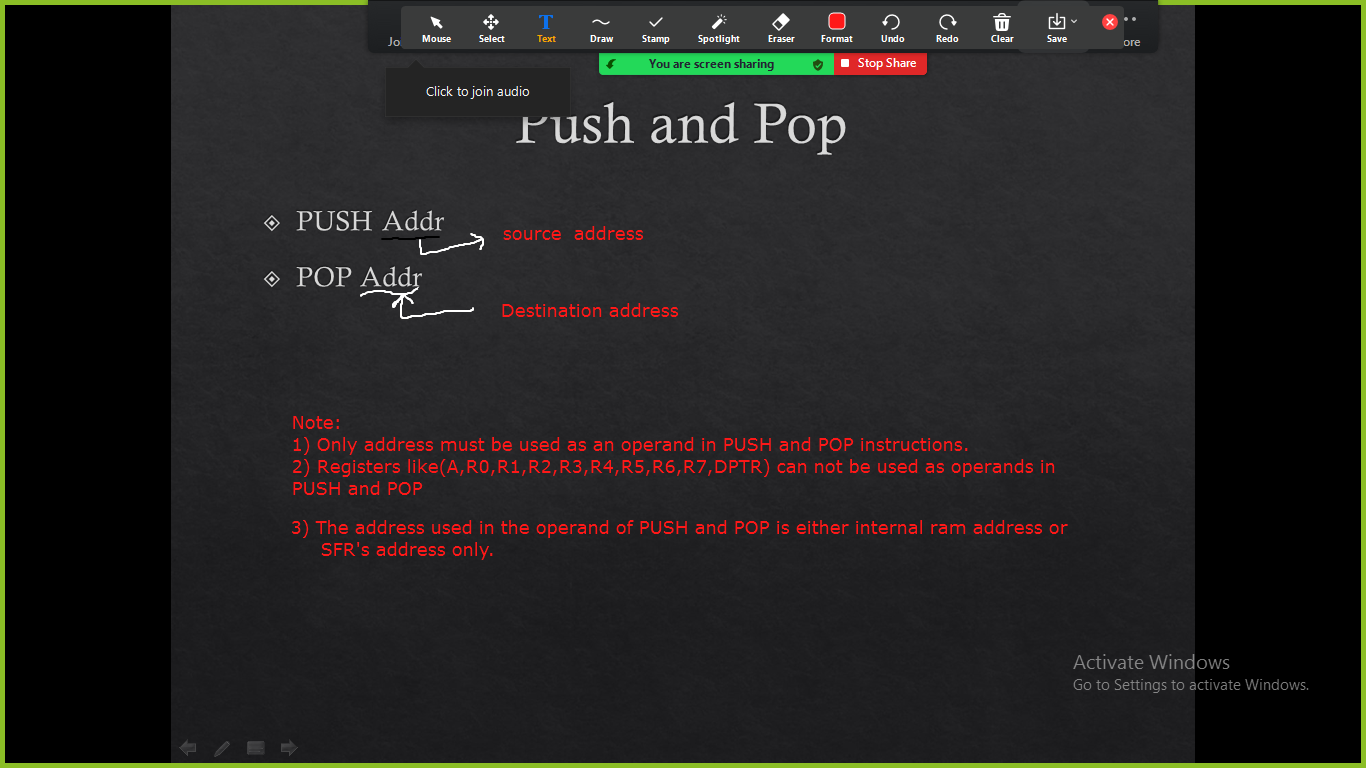 Mouse Select Text Draw Stamp Spotlight Eraser Format Undo Redo Clear Save
Jo ore
You are screen sharing Stop Share
Click to join audio
Push and Pop
PUSH Addr
source address
POP Addr
Destination address
Note:
1) Only address must be used as an operand in PUSH and POP instructions.
2) Registers like(A,R0,R1,R2,R3,R4,R5,R6,R7,DPTR) can not be used as operands in
PUSH and POP
3) The address used in the operand of PUSH and POP is either internal ram address or
SFR's address only.
Activate Windows
Go to Settings to activate Windows.